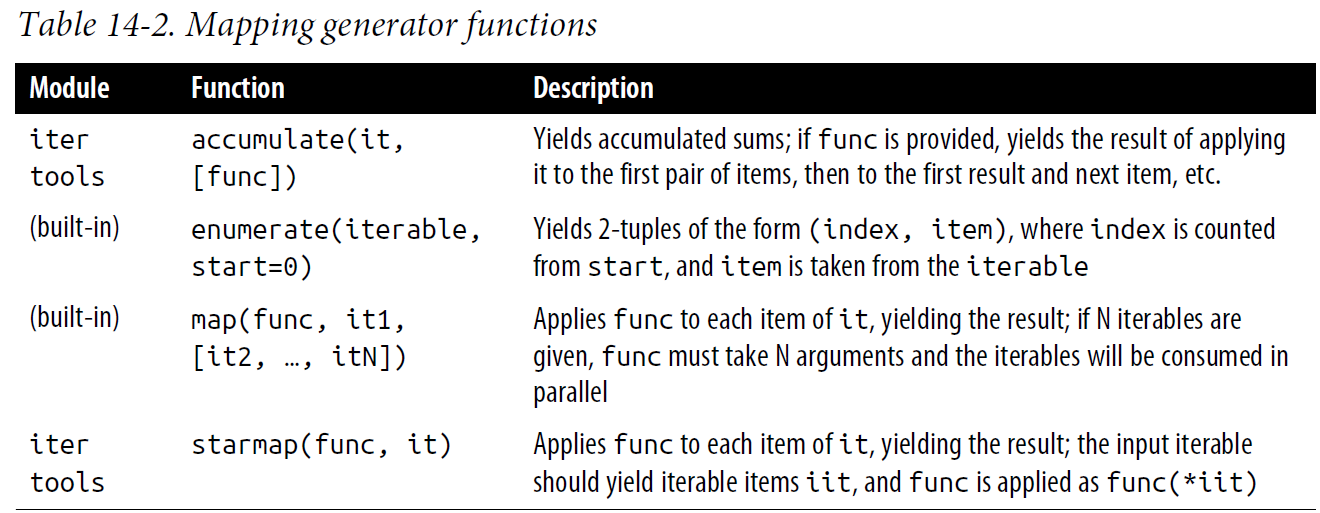 Table 14-2. Mapping generator functions
Module Function Description
iter accumulate(it, Yields accumulated sums; if func is provided, yields the result of applying
tools [func]) it to the first pair of items, then to the first result and next item, etc.
(built-in) enumerate(iterable, Yields 2-tuples of the form (index, item), where index is counted
start=0) from start, and item is taken from the iterable
(built-in) map(func, it1, Applies func to each item of it, yielding the result; if N iterables are
[it2, …, itN]) given, func must take N arguments and the iterables will be consumed in
parallel
iter starmap(func, it) Applies func to each item of it, yielding the result; the input iterable
tools should yield iterable items iit, and func is applied as func(*iit)